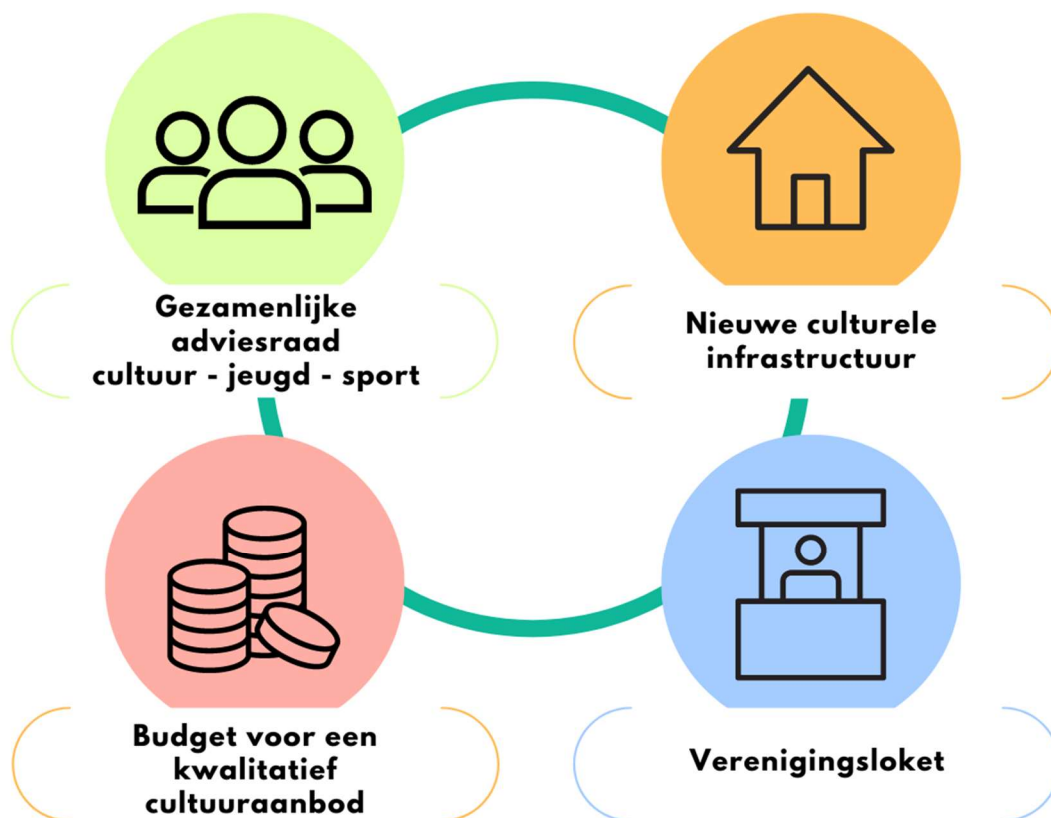 Gezamenlijke
adviesraad
cultuur - jeugd - sport
Nieuwe culturele
infrastructuur
Budget voor een
kwalitatief
cultuuraanbod
Verenigingsloket